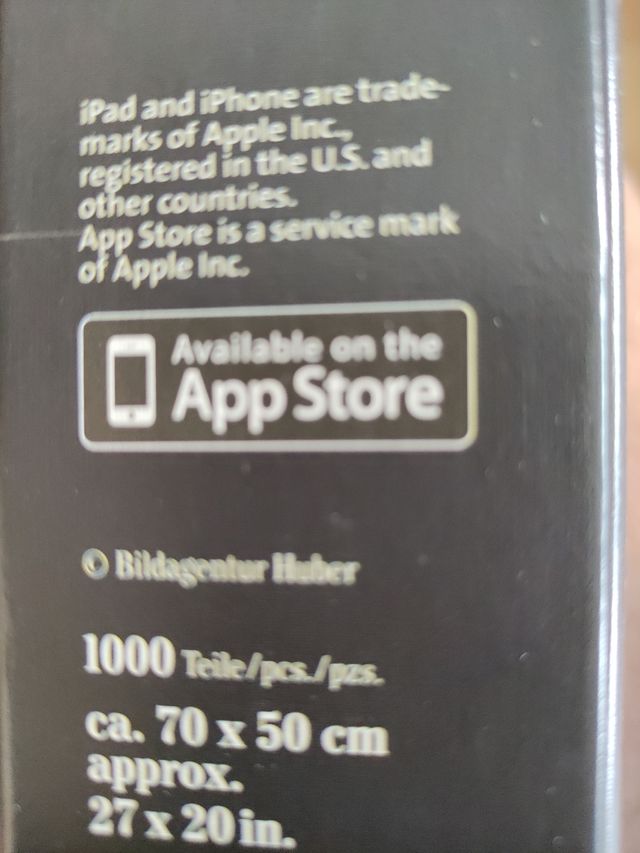 iPad and iPhone are trade-
marks of Apple Inc.,
registered in the U.S. and
other countries.
App Store is a service mark
of Apple Inc.
Available on the
App Store
© Bildagentur Huber
1000 Teile/pcs./pzs.
ca. 70 x 50 cm
approx.
27 x 20 in.